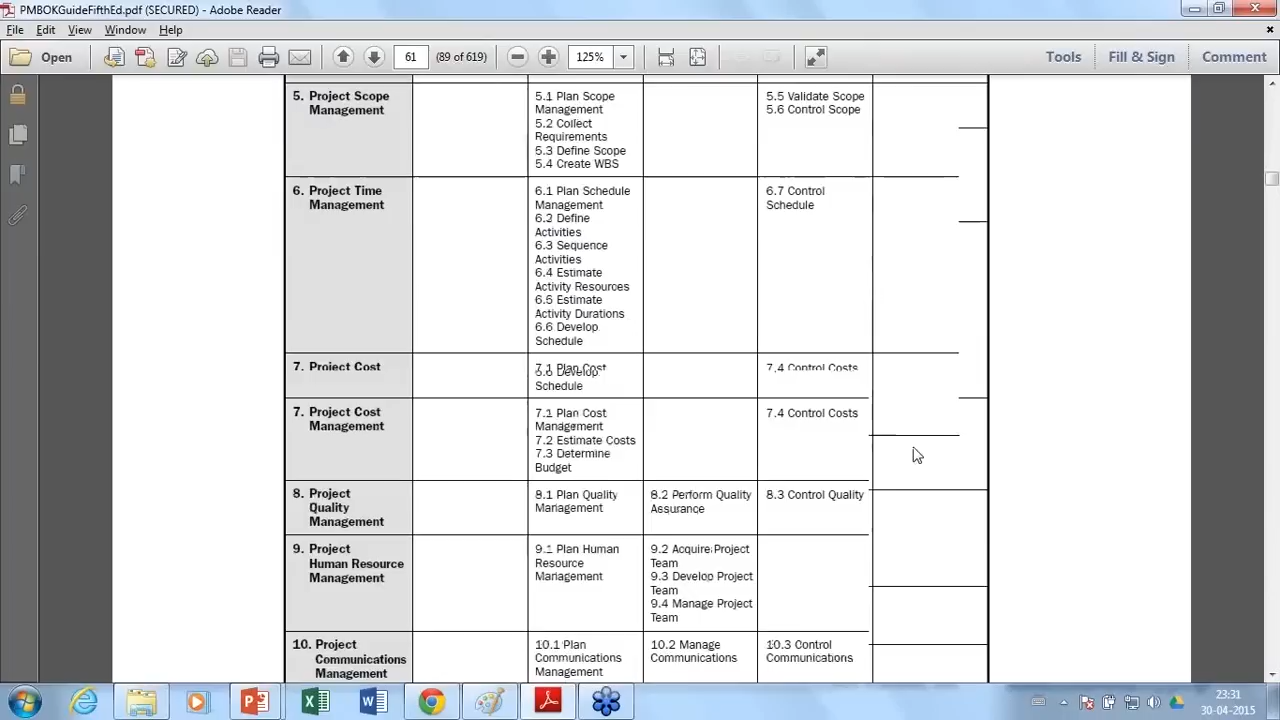 PMBOKGuideFifthEd.pdf (SECURED) - Adobe Reader
File Edit View Window Help
Open 61 (89 of 619) 125% Tools Fill & Sign Comment
5. Project Scope
Management
5.1 Plan Scope
Management
5.2 Collect
Requirements
5.3 Define Scope
5.4 Create WBS
5.5 Validate Scope
5.6 Control Scope
6. Project Time
Management
6.1 Plan Schedule
Management
6.2 Define
Activities
6.3 Sequence
Activities
6.4 Estimate
Activity Resources
6.5 Estimate
Activity Durations
6.6 Develop
Schedule
6.7 Control
Schedule
7. Project Cost
7.1 Plan Cost
6.6 Develop
Schedule
7.4 Control Costs
7. Project Cost
Management
7.1 Plan Cost
Management
7.2 Estimate Costs
7.3 Determine
Budget
7.4 Control Costs
8. Project
Quality
Management
8.1 Plan Quality
Management
8.2 Perform Quality
Assurance
8.3 Control Quality
9. Project
Human Resource
Management
9.1 Plan Human
Resource
Management
9.2 Acquire Project
Team
9.3 Develop Project
Team
9.4 Manage Project
Team
10. Project
Communications
Management
10.1 Plan
Communications
Management
10.2 Manage
Communications
10.3 Control
Communications
23:31
30-04-2015